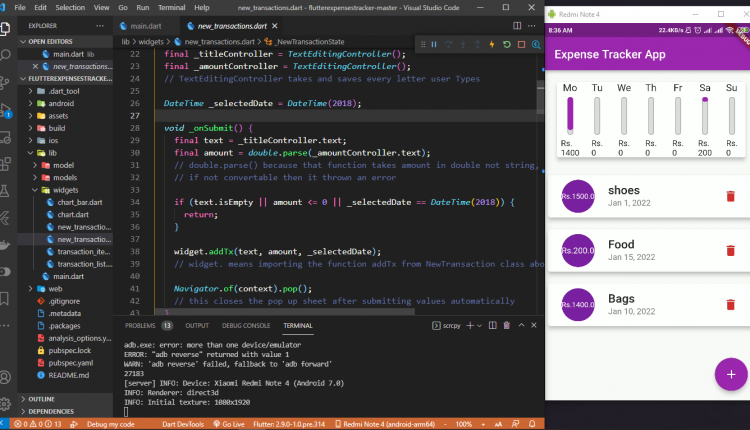 File Edit Selection View Go Run Terminal Help
new_transactions.dart - flutterexpensestracker-master - Visual Studio Code
EXPLORER
OPEN EDITORS
main.dart lib
new_transactions...
FLUTTEREXPENSESTRACKER...
.dart_tool
android
assets
build
ios
lib
model
models
widgets
chart_bar.dart
chart.dart
new_transactio...
new_transactio...
transaction_ite...
transaction_list...
main.dart
web
.gitignore
.metadata
.packages
analysis_options.y...
pubspec.lock
pubspec.yaml
README.md
OUTLINE
DEPENDENCIES
main.dart
new_transactions.dart
lib > widgets > new_transactions.dart > _NewTransactionState
22 final _titleController = TextEditingController();
23 final _amountController = TextEditingController();
24 // TextEditingController takes and saves every letter user Types
25
26 DateTime _selectedDate = DateTime(2018);
27
28 void _onSubmit() {
29 final text = _titleController.text;
30 final amount = double.parse(_amountController.text);
31 // double.parse() because that function takes amount in double not string,
32 // if not convertable then it thrown an error
33
34 if (text.isEmpty || amount <= 0 || _selectedDate == DateTime(2018)) {
35 return;
36 }
37
38 widget.addTx(text, amount, _selectedDate);
39 // widget. means importing the function addTx from NewTransaction class abo
40
41 Navigator.of(context).pop();
42 // this closes the pop up sheet after submitting values automatically
43 }
PROBLEMS 13 OUTPUT DEBUG CONSOLE TERMINAL
scrcpy
adb.exe: error: more than one device/emulator
ERROR: "adb reverse" returned with value 1
WARN: 'adb reverse' failed, fallback to 'adb forward'
27183
[server] INFO: Device: Xiaomi Redmi Note 4 (Android 7.0)
INFO: Renderer: direct3d
INFO: Initial texture: 1080x1920
0 0 13 Debug my code Dart DevTools Go Live Flutter: 2.9.0-1.0.pre.314 Redmi Note 4 (android-arm64) - 100% +
Redmi Note 4
8:36 AM 22.4KB/s
Expense Tracker App
Mo Tu We Th Fr Sa Su
Rs. Rs. Rs. Rs. Rs. Rs. Rs.
1400 0 0 0 0 200 0
Rs.1500.0
shoes
Jan 1, 2022
Rs.200.0
Food
Jan 15, 2022
Rs.1400.0
Bags
Jan 10, 2022